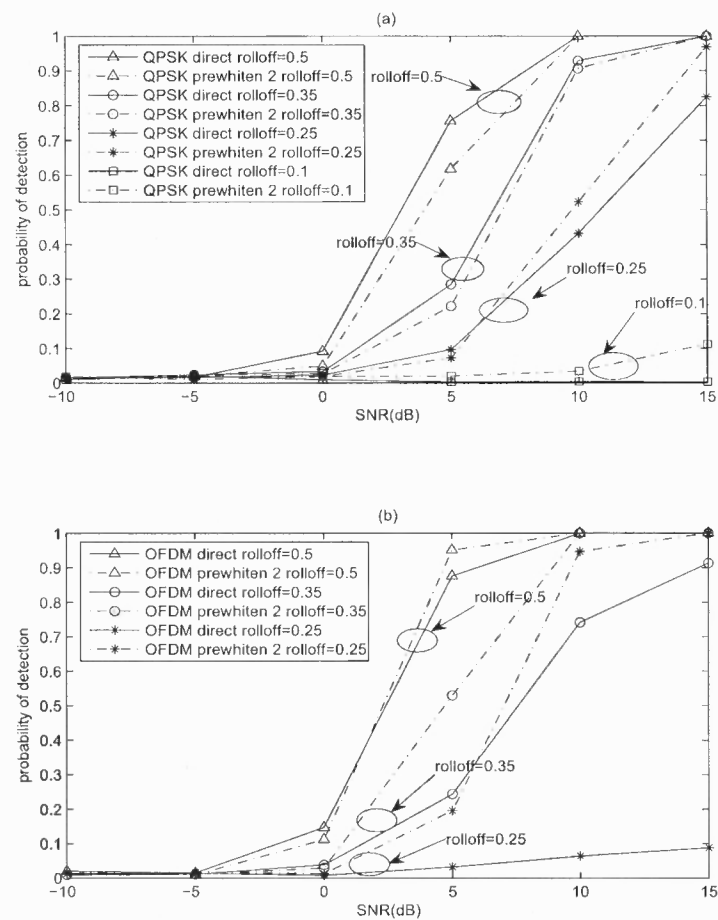 (a)
1
0.9
0.8
0.7
0.6
0.5
0.4
0.3
0.2
0.1
0
probability of detection
QPSK direct rolloff=0.5
QPSK prewhiten 2 rolloff=0.5
QPSK direct rolloff=0.35
QPSK prewhiten 2 rolloff=0.35
QPSK direct rolloff=0.25
QPSK prewhiten 2 rolloff=0.25
QPSK direct rolloff=0.1
QPSK prewhiten 2 rolloff=0.1
rolloff=0.5
rolloff=0.35
rolloff=0.25
rolloff=0.1
−10 −5 0 5 10 15
SNR(dB)
(b)
1
0.9
0.8
0.7
0.6
0.5
0.4
0.3
0.2
0.1
0
probability of detection
OFDM direct rolloff=0.5
OFDM prewhiten 2 rolloff=0.5
OFDM direct rolloff=0.35
OFDM prewhiten 2 rolloff=0.35
OFDM direct rolloff=0.25
OFDM prewhiten 2 rolloff=0.25
rolloff=0.5
rolloff=0.35
rolloff=0.25
−10 −5 0 5 10 15
SNR(dB)